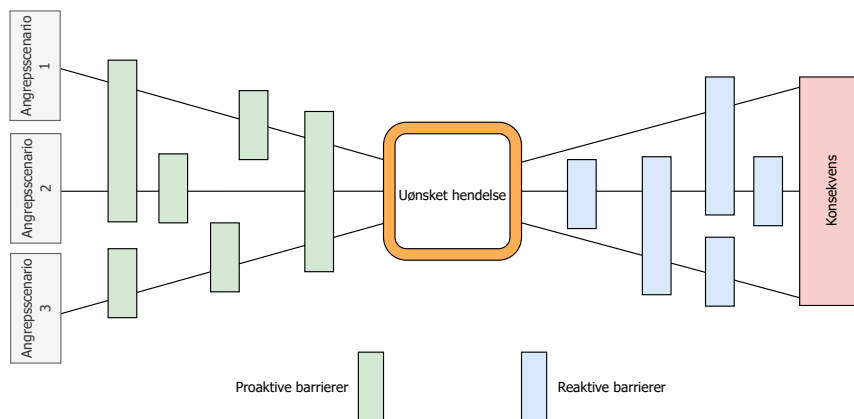 Angrepsscenario
1
Angrepsscenario
2
Angrepsscenario
3
Uønsket hendelse
Konsekvens
Proaktive barrierer
Reaktive barrierer